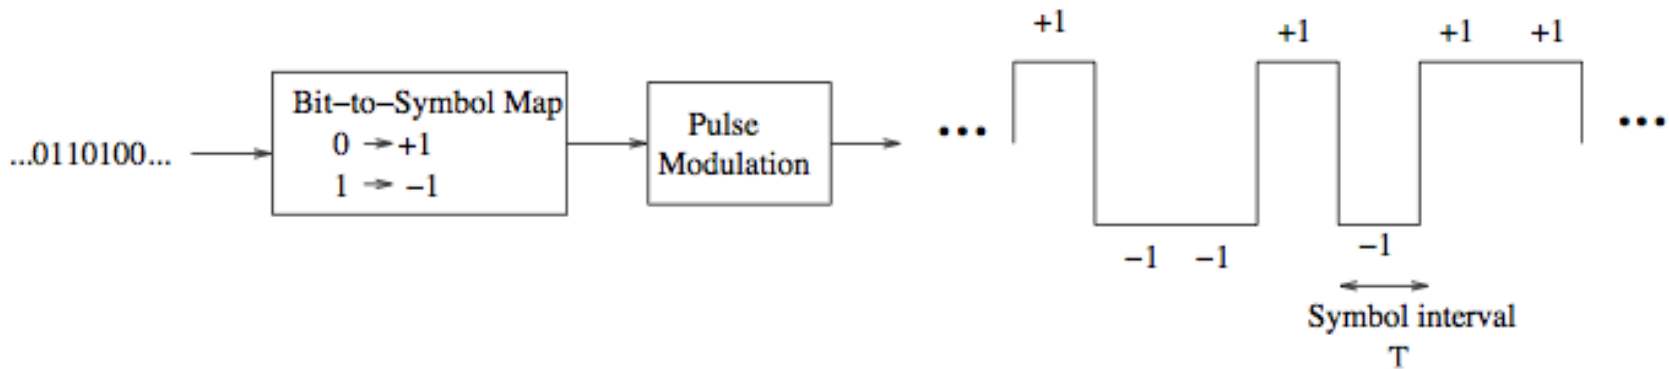 ...0110100...
Bit–to–Symbol Map
0 → +1
1 → –1
Pulse
Modulation
...
+1
–1 –1
+1
–1
+1 +1
...
Symbol interval
T